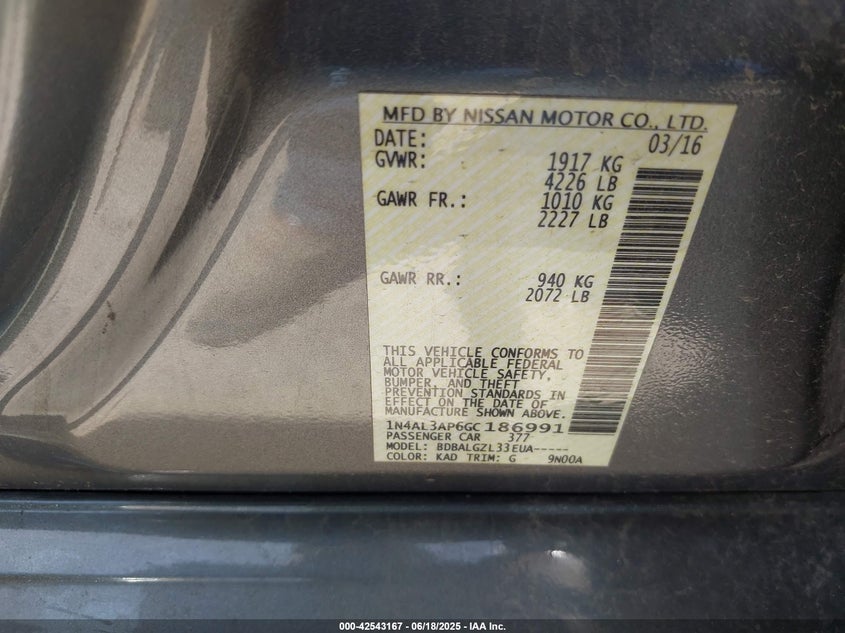 MFD BY NISSAN MOTOR CO., LTD.
DATE: 03/16
GVWR: 1917 KG
4226 LB
GAWR FR.: 1010 KG
2227 LB
GAWR RR.: 940 KG
2072 LB
THIS VEHICLE CONFORMS TO
ALL APPLICABLE FEDERAL
MOTOR VEHICLE SAFETY,
BUMPER, AND THEFT
PREVENTION STANDARDS IN
EFFECT ON THE DATE OF
MANUFACTURE SHOWN ABOVE.
1N4AL3AP6GC186991
PASSENGER CAR 377
MODEL: BDBALGZL33EUA-----
COLOR: KAD TRIM: G 9N00A
000-42543167 - 06/18/2025 - IAA Inc.